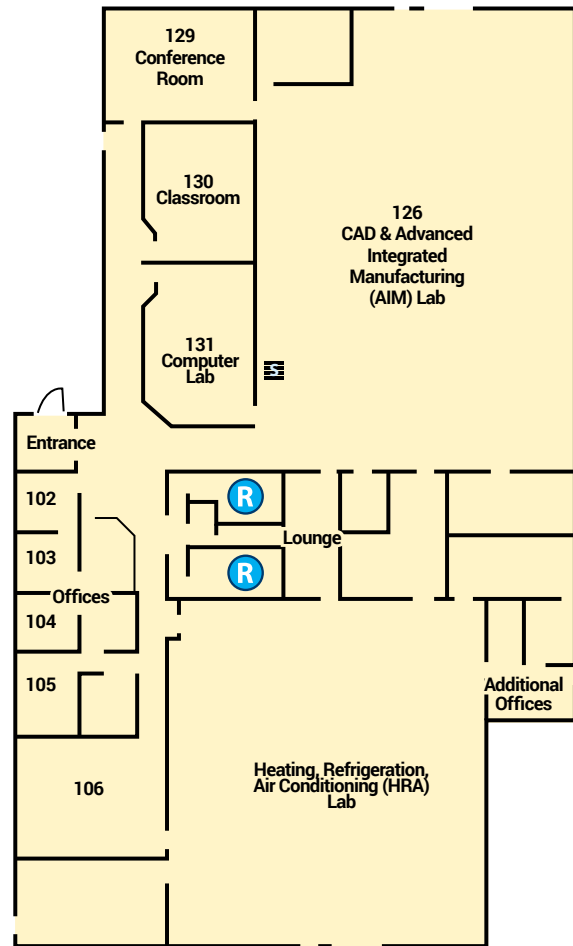 129
Conference
Room
130
Classroom
126
CAD & Advanced
Integrated
Manufacturing
(AIM) Lab
131
Computer
Lab
S
Entrance
102
R
103
Lounge
R
Offices
104
105
Additional
Offices
106
Heating, Refrigeration,
Air Conditioning (HRA)
Lab